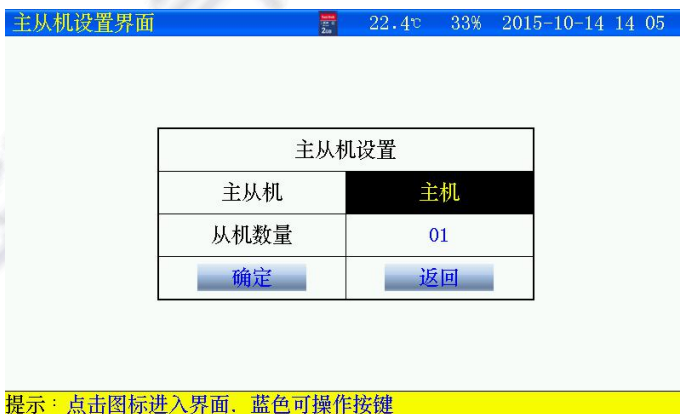 主从机设置界面 22.4℃ 33% 2015-10-14 14 05
主从机设置
主从机 主机
从机数量 01
确定 返回
提示：点击图标进入界面．蓝色可操作按键